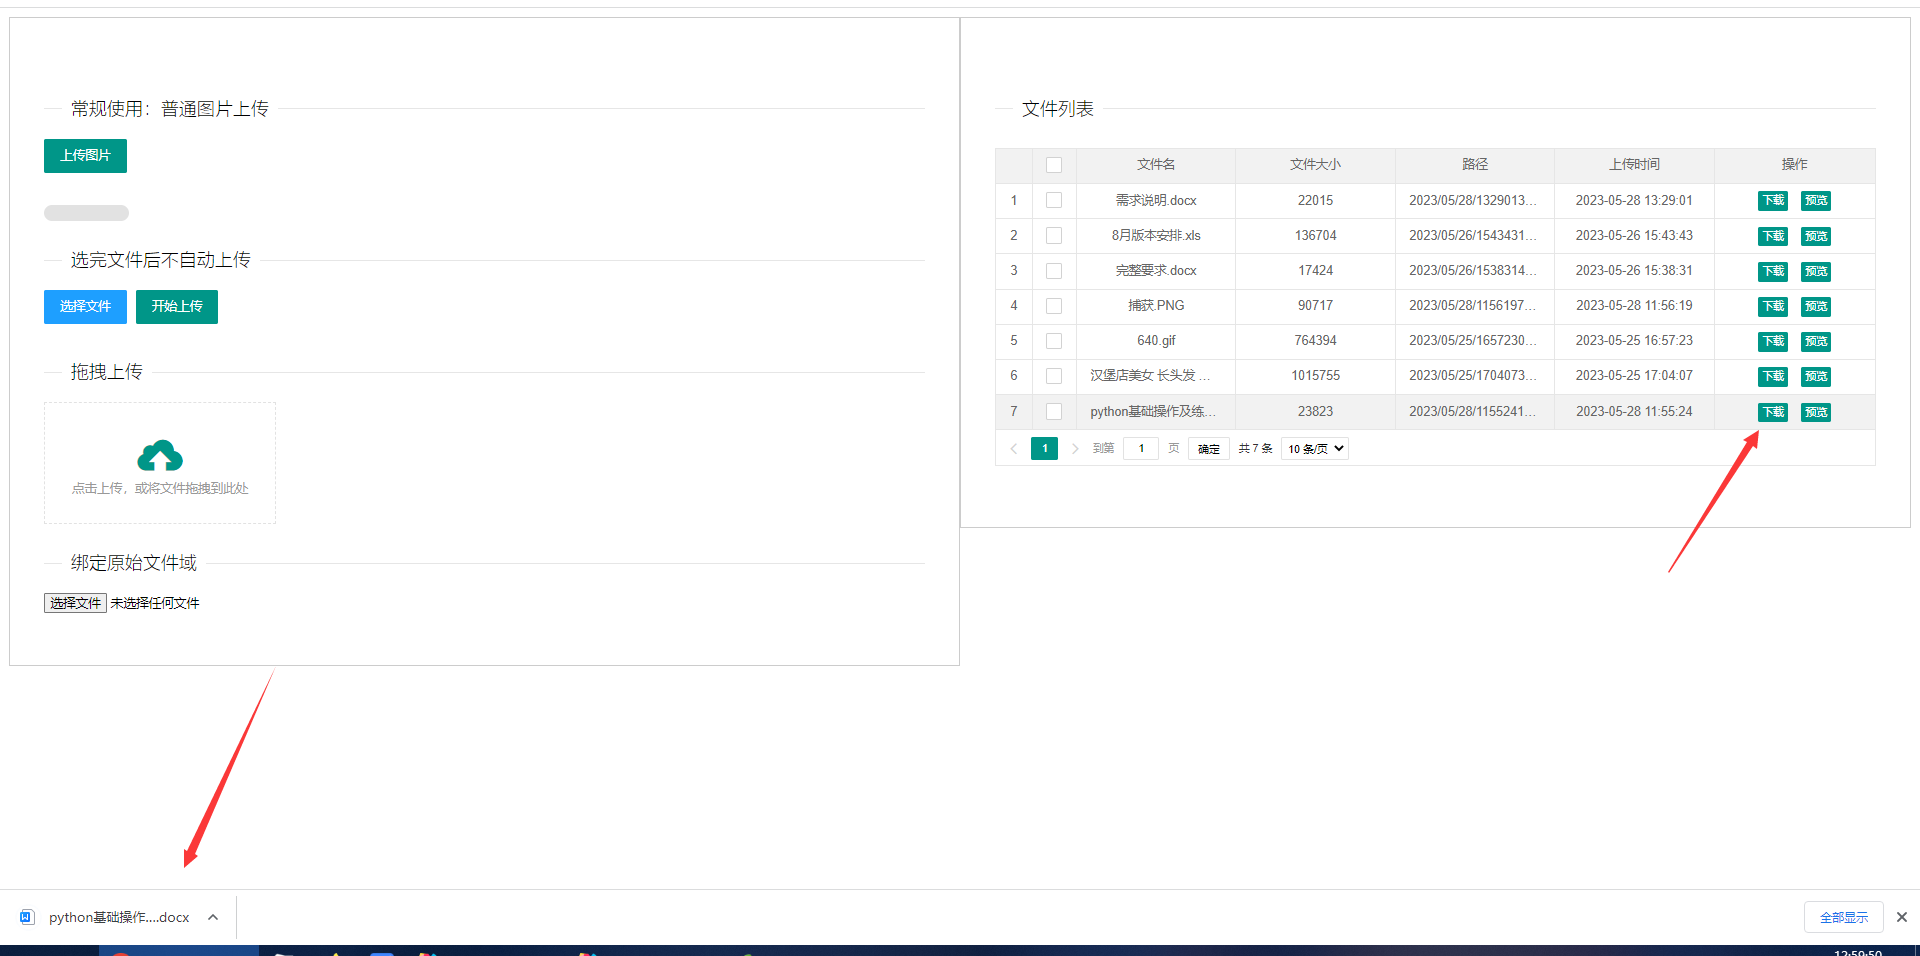 常规使用：普通图片上传
上传图片
选完文件后不自动上传
选择文件 开始上传
拖拽上传
点击上传，或将文件拖拽到此处
绑定原始文件域
选择文件 未选择任何文件
文件列表
文件名 文件大小 路径 上传时间 操作
1 需求说明.docx 22015 2023/05/28/1329013... 2023-05-28 13:29:01 下载 预览
2 8月版本安排.xls 136704 2023/05/26/1543431... 2023-05-26 15:43:43 下载 预览
3 完整要求.docx 17424 2023/05/26/1538314... 2023-05-26 15:38:31 下载 预览
4 捕获.PNG 90717 2023/05/28/1156197... 2023-05-28 11:56:19 下载 预览
5 640.gif 764394 2023/05/25/1657230... 2023-05-25 16:57:23 下载 预览
6 汉堡店美女 长头发 ... 1015755 2023/05/25/1704073... 2023-05-25 17:04:07 下载 预览
7 python基础操作及练... 23823 2023/05/28/1155241... 2023-05-28 11:55:24 下载 预览
1 到第 1 页 确定 共 7 条 10 条/页
python基础操作....docx
全部显示
12:59:50